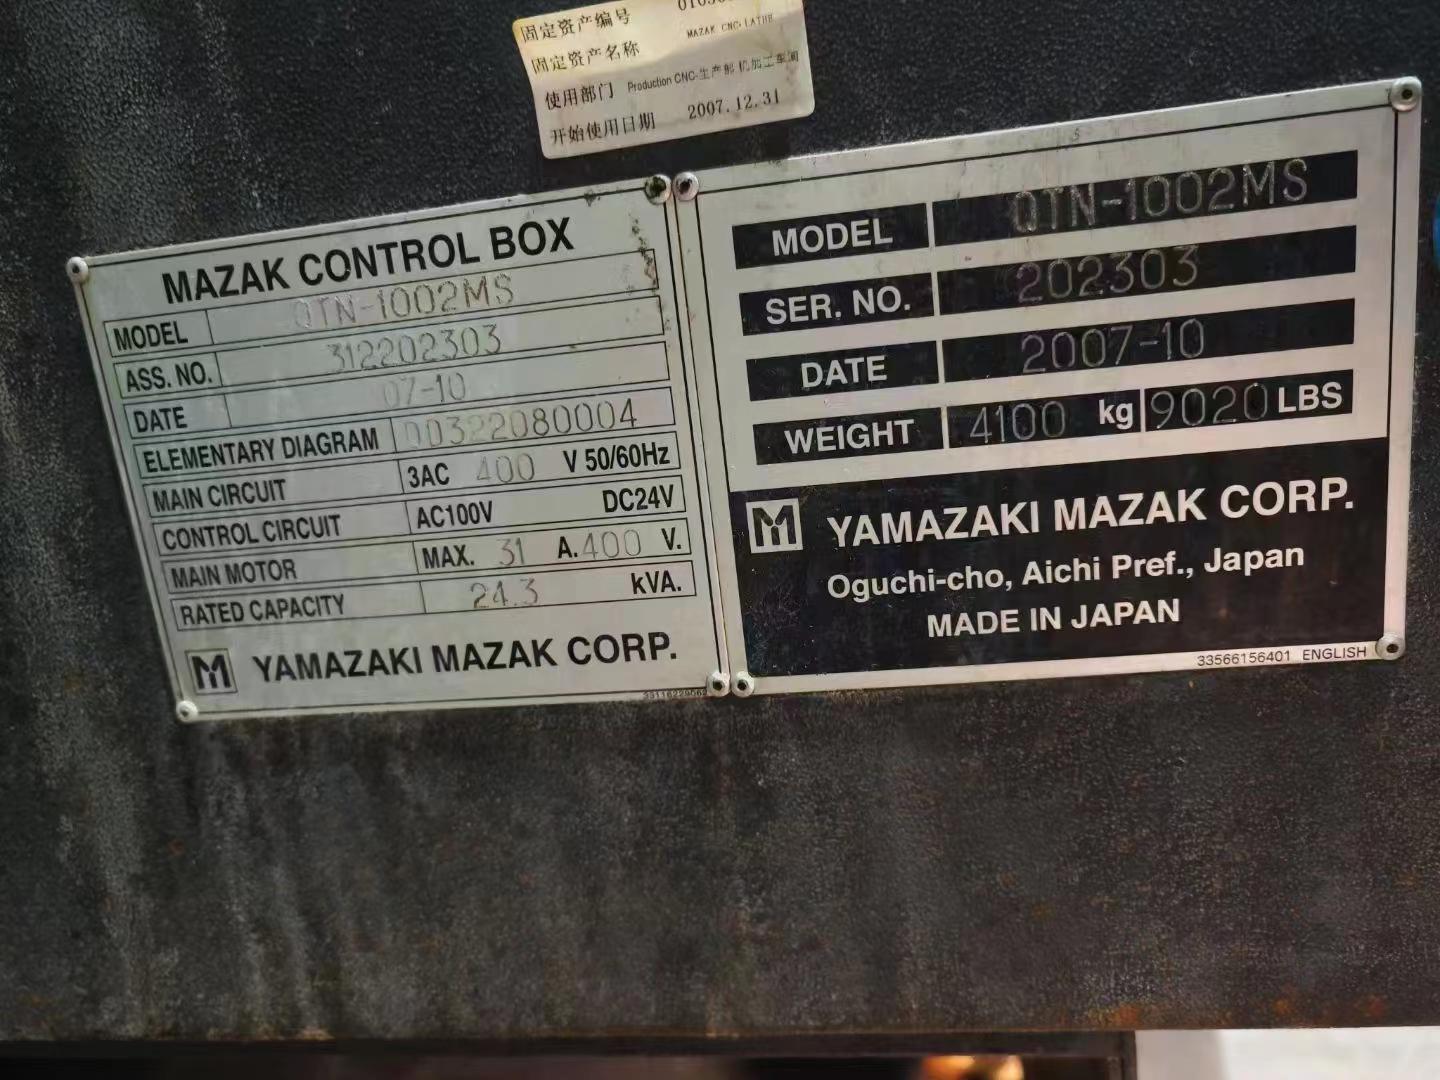 固定资产编号
固定资产名称 MAZAK CNC-LATHE
使用部门 Production CNC-生产部 机加工车间
开始使用日期 2007.12.31
MAZAK CONTROL BOX
MODEL QTN-1002MS
ASS. NO. 312202303
DATE 07-10
ELEMENTARY DIAGRAM 00322080004
MAIN CIRCUIT 3AC 400 V 50/60Hz
CONTROL CIRCUIT AC100V DC24V
MAIN MOTOR MAX. 31 A. 400 V.
RATED CAPACITY 24.3 kVA.
YAMAZAKI MAZAK CORP.
MODEL QTN-1002MS
SER. NO. 202303
DATE 2007-10
WEIGHT 4100 kg 9020 LBS
YAMAZAKI MAZAK CORP.
Oguchi-cho, Aichi Pref., Japan
MADE IN JAPAN
33566156401 ENGLISH